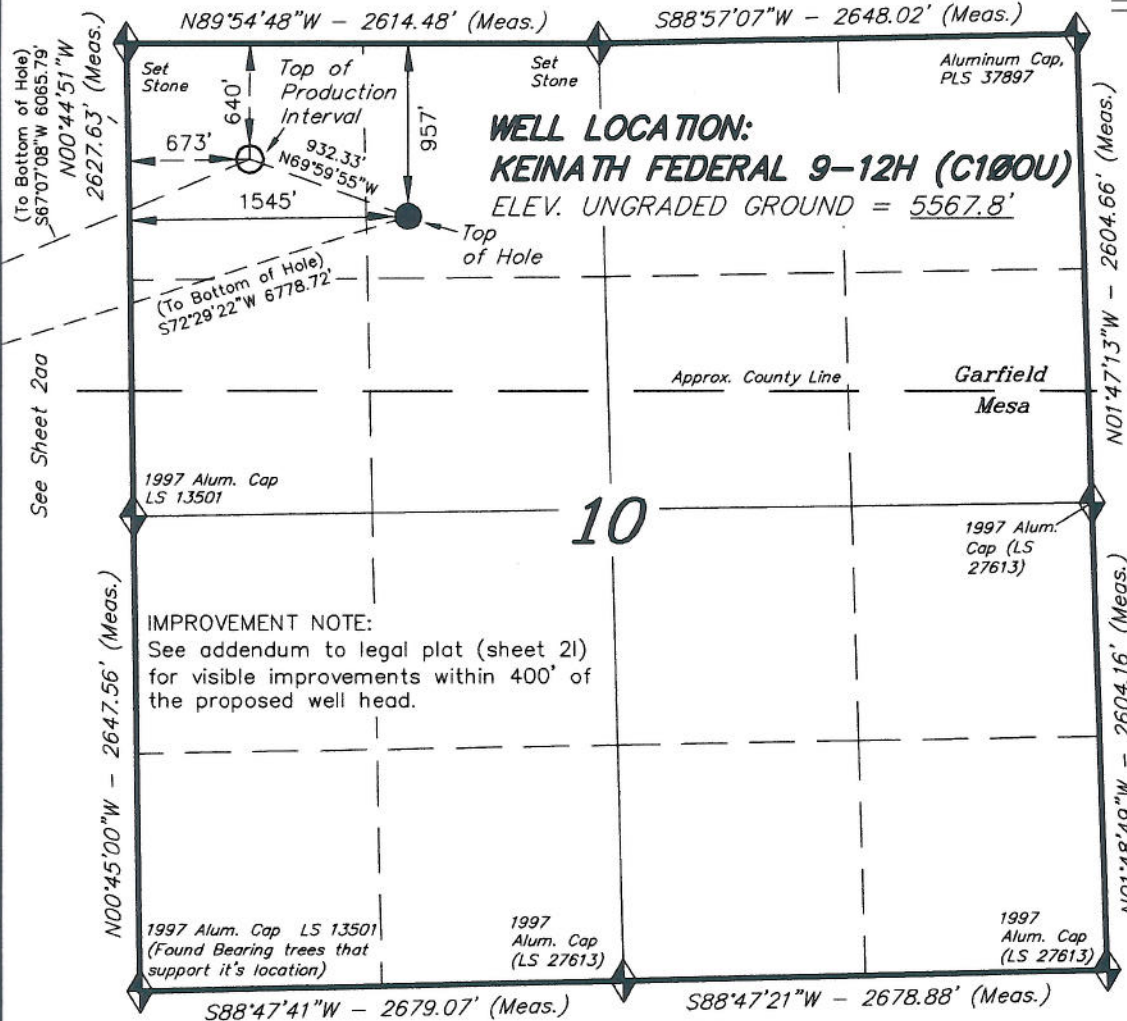 N89°54'48"W - 2614.48' (Meas.)
S88°57'07"W - 2648.02' (Meas.)
(To Bottom of Hole)
S67°07'08"W 6065.79'
N00°44'51"W
2627.63' (Meas.)
Set
Stone
640'
Top of
Production
Interval
957'
Set
Stone
Aluminum Cap,
PLS 37897
673'
932.33'
N69°59'55"W
1545'
Top
of Hole
WELL LOCATION:
KEINATH FEDERAL 9-12H (C10OU)
ELEV. UNGRADED GROUND = 5567.8'
(To Bottom of Hole)
S72°29'22"W 6778.72'
N01°47'13"W - 2604.66' (Meas.)
See Sheet 2aa
Approx. County Line
Garfield
Mesa
1997 Alum. Cap
LS 13501
10
1997 Alum.
Cap (LS
27613)
N00°45'00"W - 2647.56' (Meas.)
IMPROVEMENT NOTE:
See addendum to legal plat (sheet 2l)
for visible improvements within 400' of
the proposed well head.
N01°48'49"W - 2604.16' (Meas.)
1997 Alum. Cap LS 13501
(Found Bearing trees that
support it's location)
1997
Alum. Cap
(LS 27613)
1997
Alum. Cap
(LS 27613)
S88°47'41"W - 2679.07' (Meas.)
S88°47'21"W - 2678.88' (Meas.)